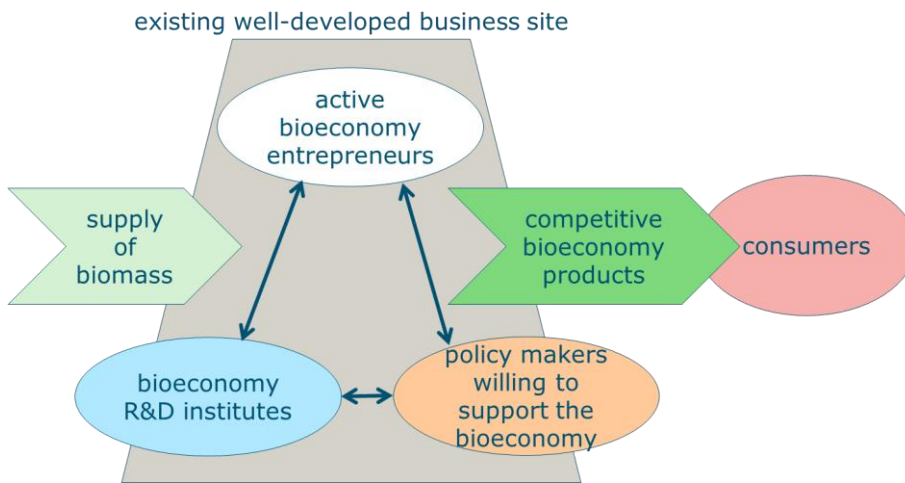 existing well-developed business site
active
bioeconomy
entrepreneurs
supply
of
biomass
competitive
bioeconomy
products
consumers
bioeconomy
R&D institutes
policy makers
willing to
support the
bioeconomy